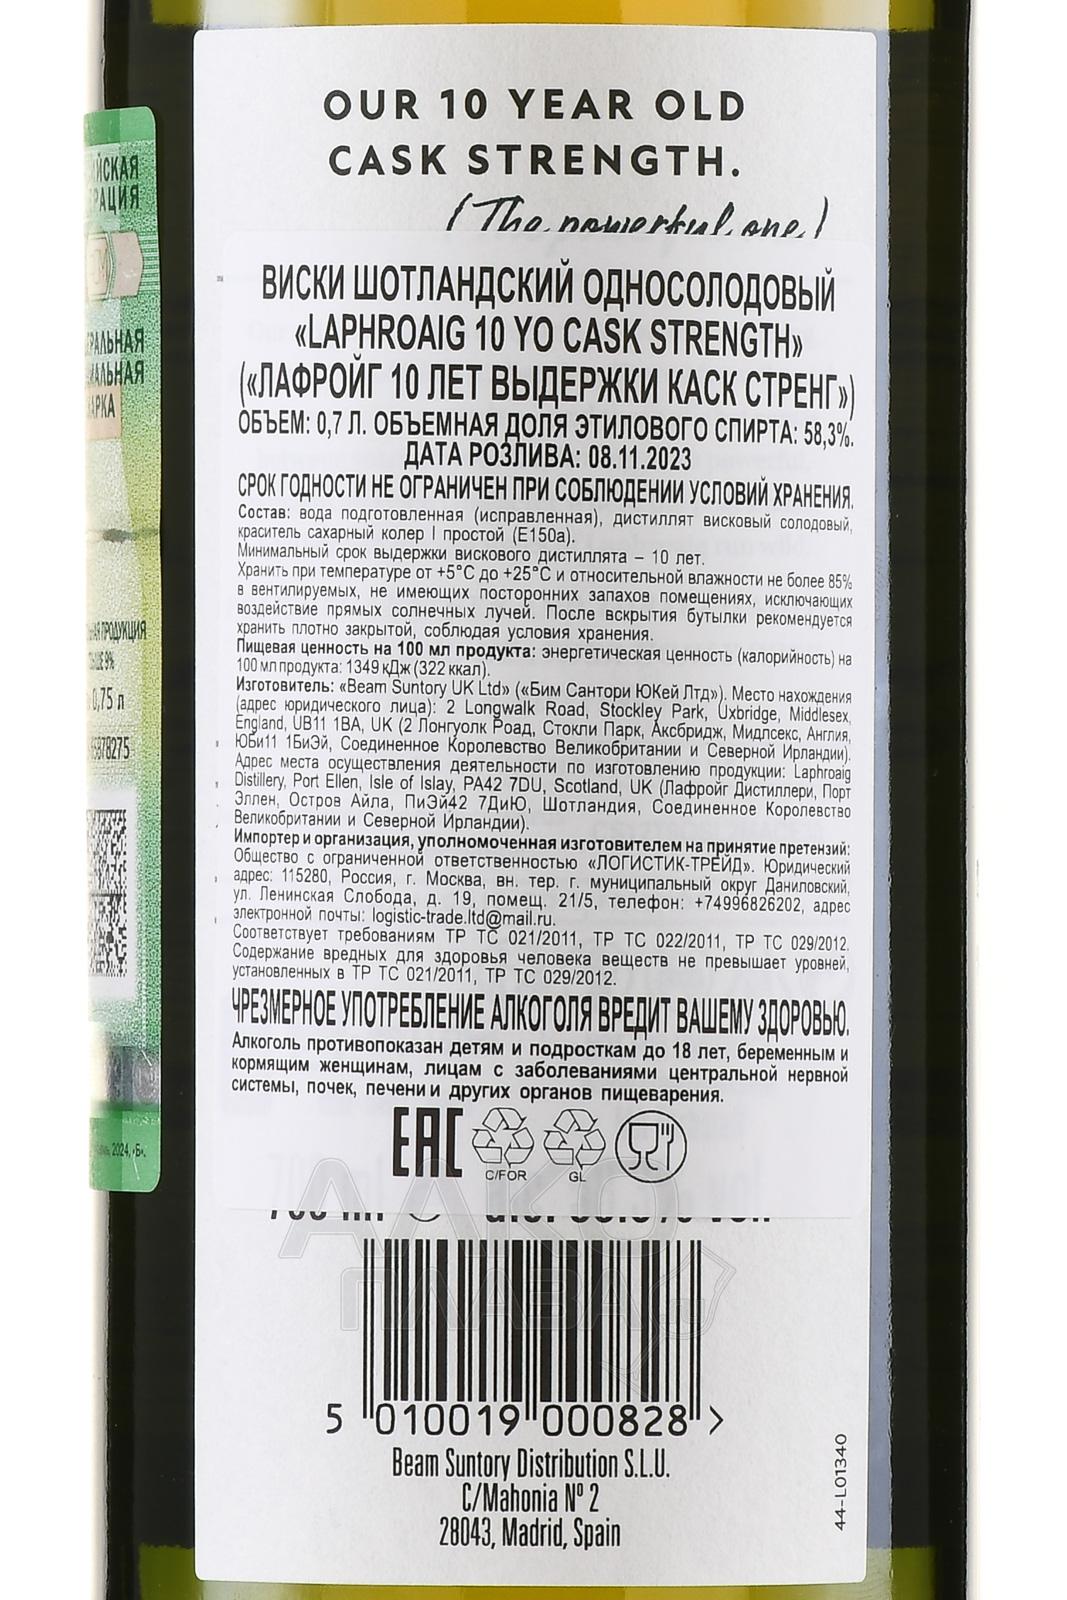 OUR 10 YEAR OLD
CASK STRENGTH.
(The powerful one)
ВИСКИ ШОТЛАНДСКИЙ ОДНОСОЛОДОВЫЙ
«LAPHROAIG 10 YO CASK STRENGTH»
(«ЛАФРОЙГ 10 ЛЕТ ВЫДЕРЖКИ КАСК СТРЕНГ»)
ОБЪЕМ: 0,7 Л. ОБЪЕМНАЯ ДОЛЯ ЭТИЛОВОГО СПИРТА: 58,3%.
ДАТА РОЗЛИВА: 08.11.2023
СРОК ГОДНОСТИ НЕ ОГРАНИЧЕН ПРИ СОБЛЮДЕНИИ УСЛОВИЙ ХРАНЕНИЯ.
Состав: вода подготовленная (исправленная), дистиллят висковый солодовый,
краситель сахарный колер I простой (Е150а).
Минимальный срок выдержки вискового дистиллята – 10 лет.
Хранить при температуре от +5°С до +25°С и относительной влажности не более 85%
в вентилируемых, не имеющих посторонних запахов помещениях, исключающих
воздействие прямых солнечных лучей. После вскрытия бутылки рекомендуется
хранить плотно закрытой, соблюдая условия хранения.
Пищевая ценность на 100 мл продукта: энергетическая ценность (калорийность) на
100 мл продукта: 1349 кДж (322 ккал).
Изготовитель: «Beam Suntory UK Ltd» («Бим Сантори ЮКей Лтд»). Место нахождения
(адрес юридического лица): 2 Longwalk Road, Stockley Park, Uxbridge, Middlesex,
England, UB11 1BA, UK (2 Лонгуолк Роад, Стокли Парк, Аксбридж, Мидлсекс, Англия,
ЮБи11 1БиЭй, Соединенное Королевство Великобритании и Северной Ирландии).
Адрес места осуществления деятельности по изготовлению продукции: Laphroaig
Distillery, Port Ellen, Isle of Islay, PA42 7DU, Scotland, UK (Лафройг Дистиллери, Порт
Эллен, Остров Айла, ПиЭй42 7ДиЮ, Шотландия, Соединенное Королевство
Великобритании и Северной Ирландии).
Импортер и организация, уполномоченная изготовителем на принятие претензий:
Общество с ограниченной ответственностью «ЛОГИСТИК-ТРЕЙД». Юридический
адрес: 115280, Россия, г. Москва, вн. тер. г. муниципальный округ Даниловский,
ул. Ленинская Слобода, д. 19, помещ. 21/5, телефон: +74996826202, адрес
электронной почты: logistic-trade.ltd@mail.ru.
Соответствует требованиям ТР ТС 021/2011, ТР ТС 022/2011, ТР ТС 029/2012.
Содержание вредных для здоровья человека веществ не превышает уровней,
установленных в ТР ТС 021/2011, ТР ТС 029/2012.
ЧРЕЗМЕРНОЕ УПОТРЕБЛЕНИЕ АЛКОГОЛЯ ВРЕДИТ ВАШЕМУ ЗДОРОВЬЮ.
Алкоголь противопоказан детям и подросткам до 18 лет, беременным и
кормящим женщинам, лицам с заболеваниями центральной нервной
системы, почек, печени и других органов пищеварения.
EAC
C/FOR
GL
5 010019 000828 >
Beam Suntory Distribution S.L.U.
C/Mahonia Nº 2
28043, Madrid, Spain
44-L01340
АЛКО
ПЛАЗА.ru
0,75 л
2024, «Б».